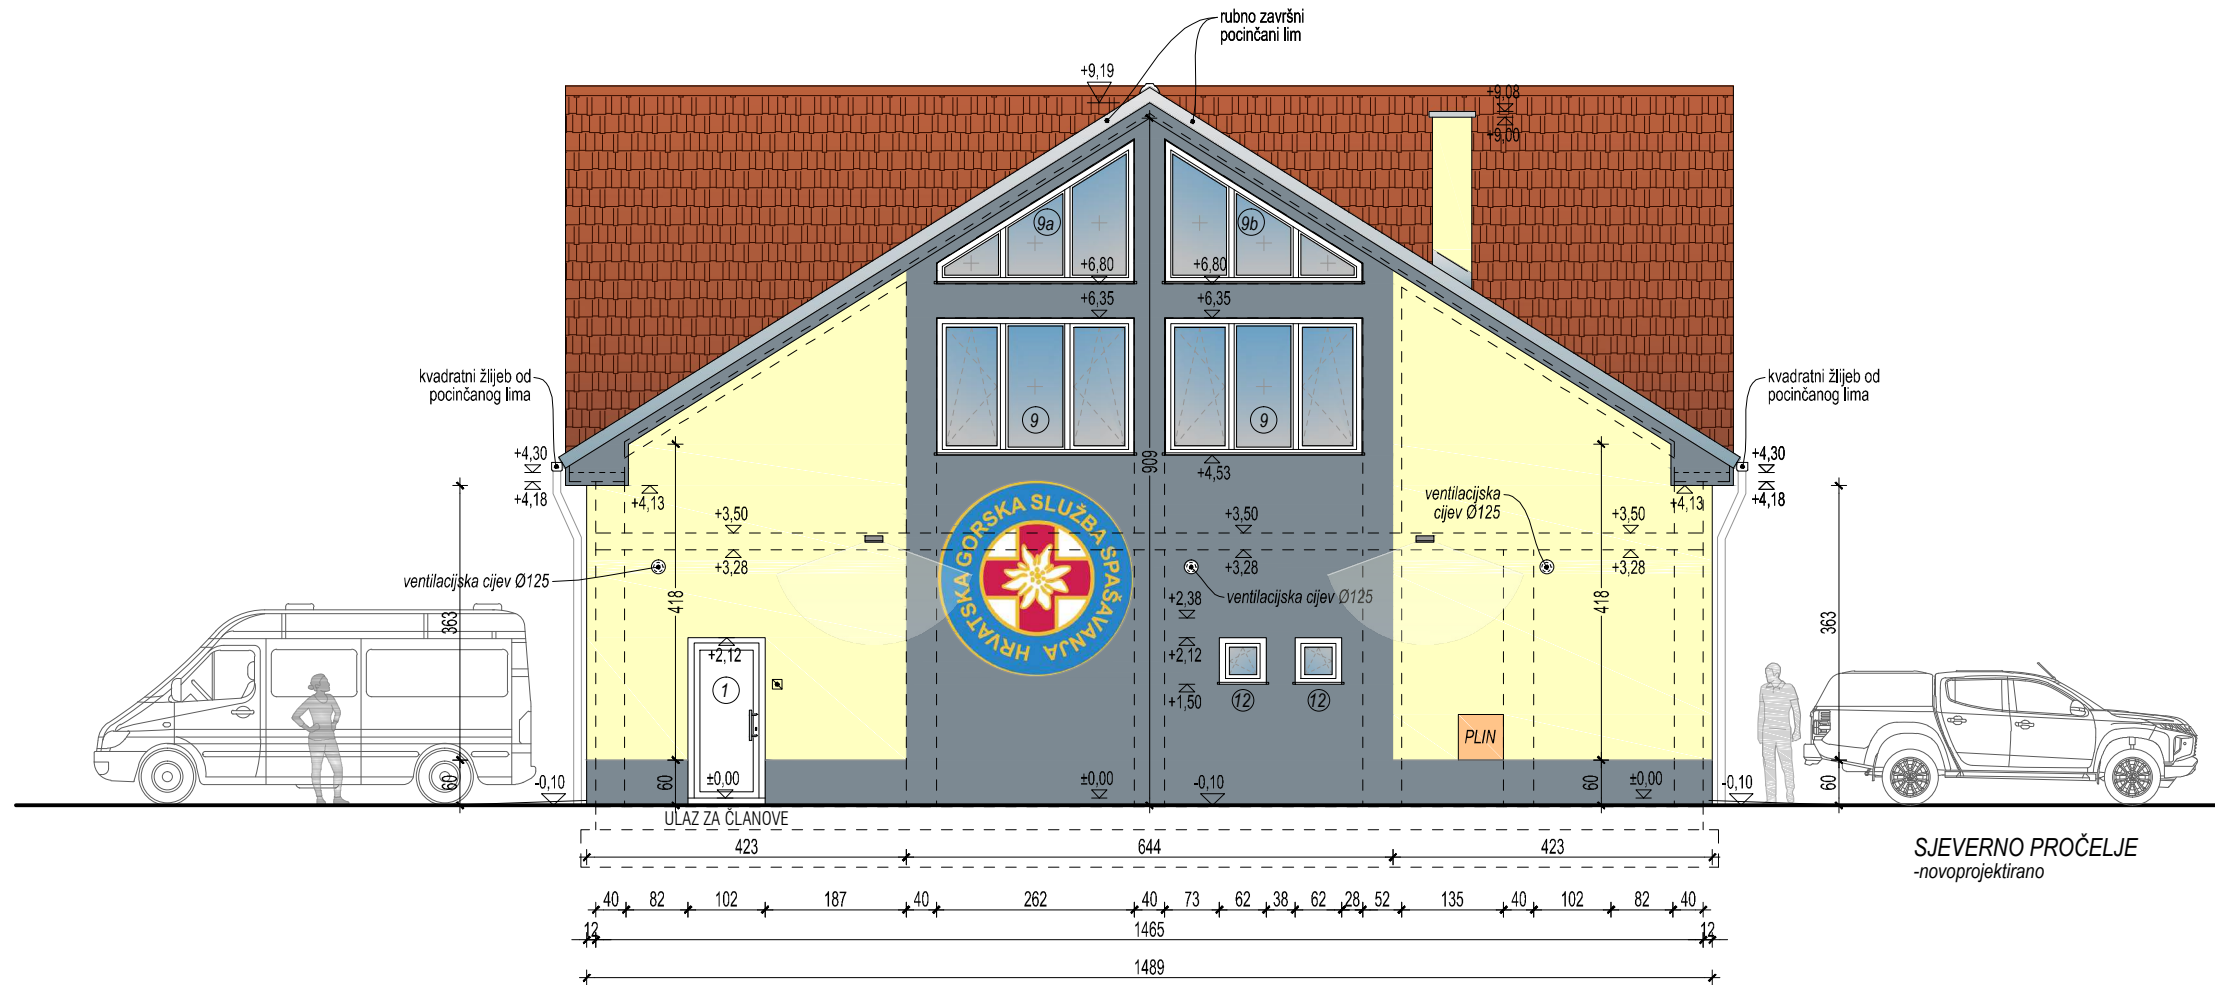 rubno završni
pocinčani lim
+9,19
+9,08
+9,00
9a
9b
+6,80
+6,80
+6,35
+6,35
kvadratni žlijeb od
pocinčanog lima
kvadratni žlijeb od
pocinčanog lima
9
9
+4,30
+4,18
+4,13
909
+4,53
+4,13
+4,30
+4,18
HRVATSKA GORSKA SLUŽBA SPAŠAVANJA
ventilacijska
cijev Ø125
+3,50
+3,50
+3,50
+3,28
+3,28
+3,28
ventilacijska cijev Ø125
ventilacijska cijev Ø125
363
418
418
363
+2,38
+2,12
+2,12
+1,50
1
12
12
PLIN
60
60
60
60
-0,10
±0,00
±0,00
-0,10
±0,00
-0,10
ULAZ ZA ČLANOVE
423
644
423
SJEVERNO PROČELJE
-novoprojektirano
40 82 102 187 40 262 40 73 62 38 62 28 52 135 40 102 82 40
12 1465 12
1489